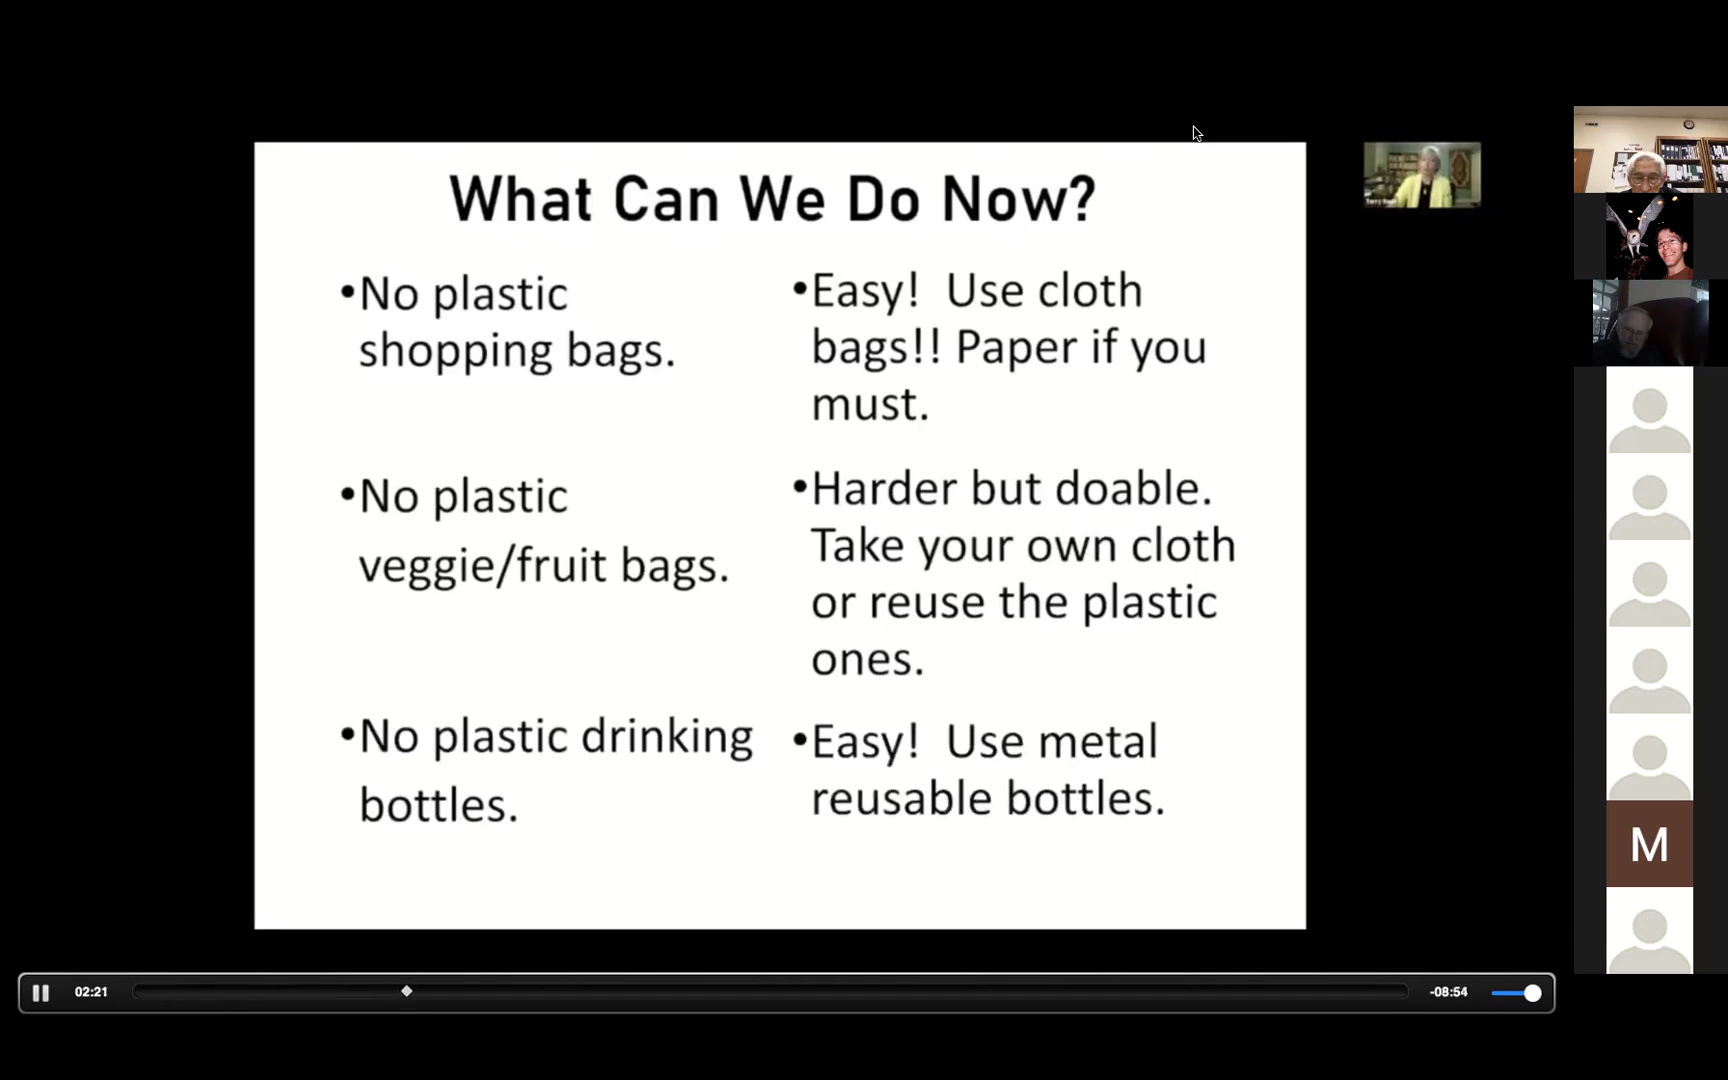 What Can We Do Now?
•No plastic
shopping bags.
•Easy!  Use cloth
bags!! Paper if you
must.
•No plastic
veggie/fruit bags.
•Harder but doable.
Take your own cloth
or reuse the plastic
ones.
•No plastic drinking
bottles.
•Easy!  Use metal
reusable bottles.
M
02:21
-08:54